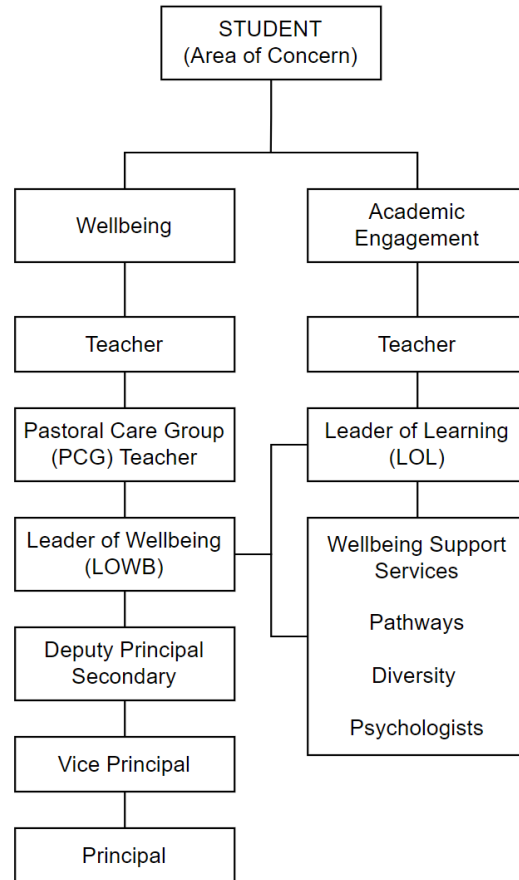 STUDENT
(Area of Concern)
Wellbeing
Academic
Engagement
Teacher
Teacher
Pastoral Care Group
(PCG) Teacher
Leader of Learning
(LOL)
Leader of Wellbeing
(LOWB)
Wellbeing Support
Services
Pathways
Diversity
Psychologists
Deputy Principal
Secondary
Vice Principal
Principal